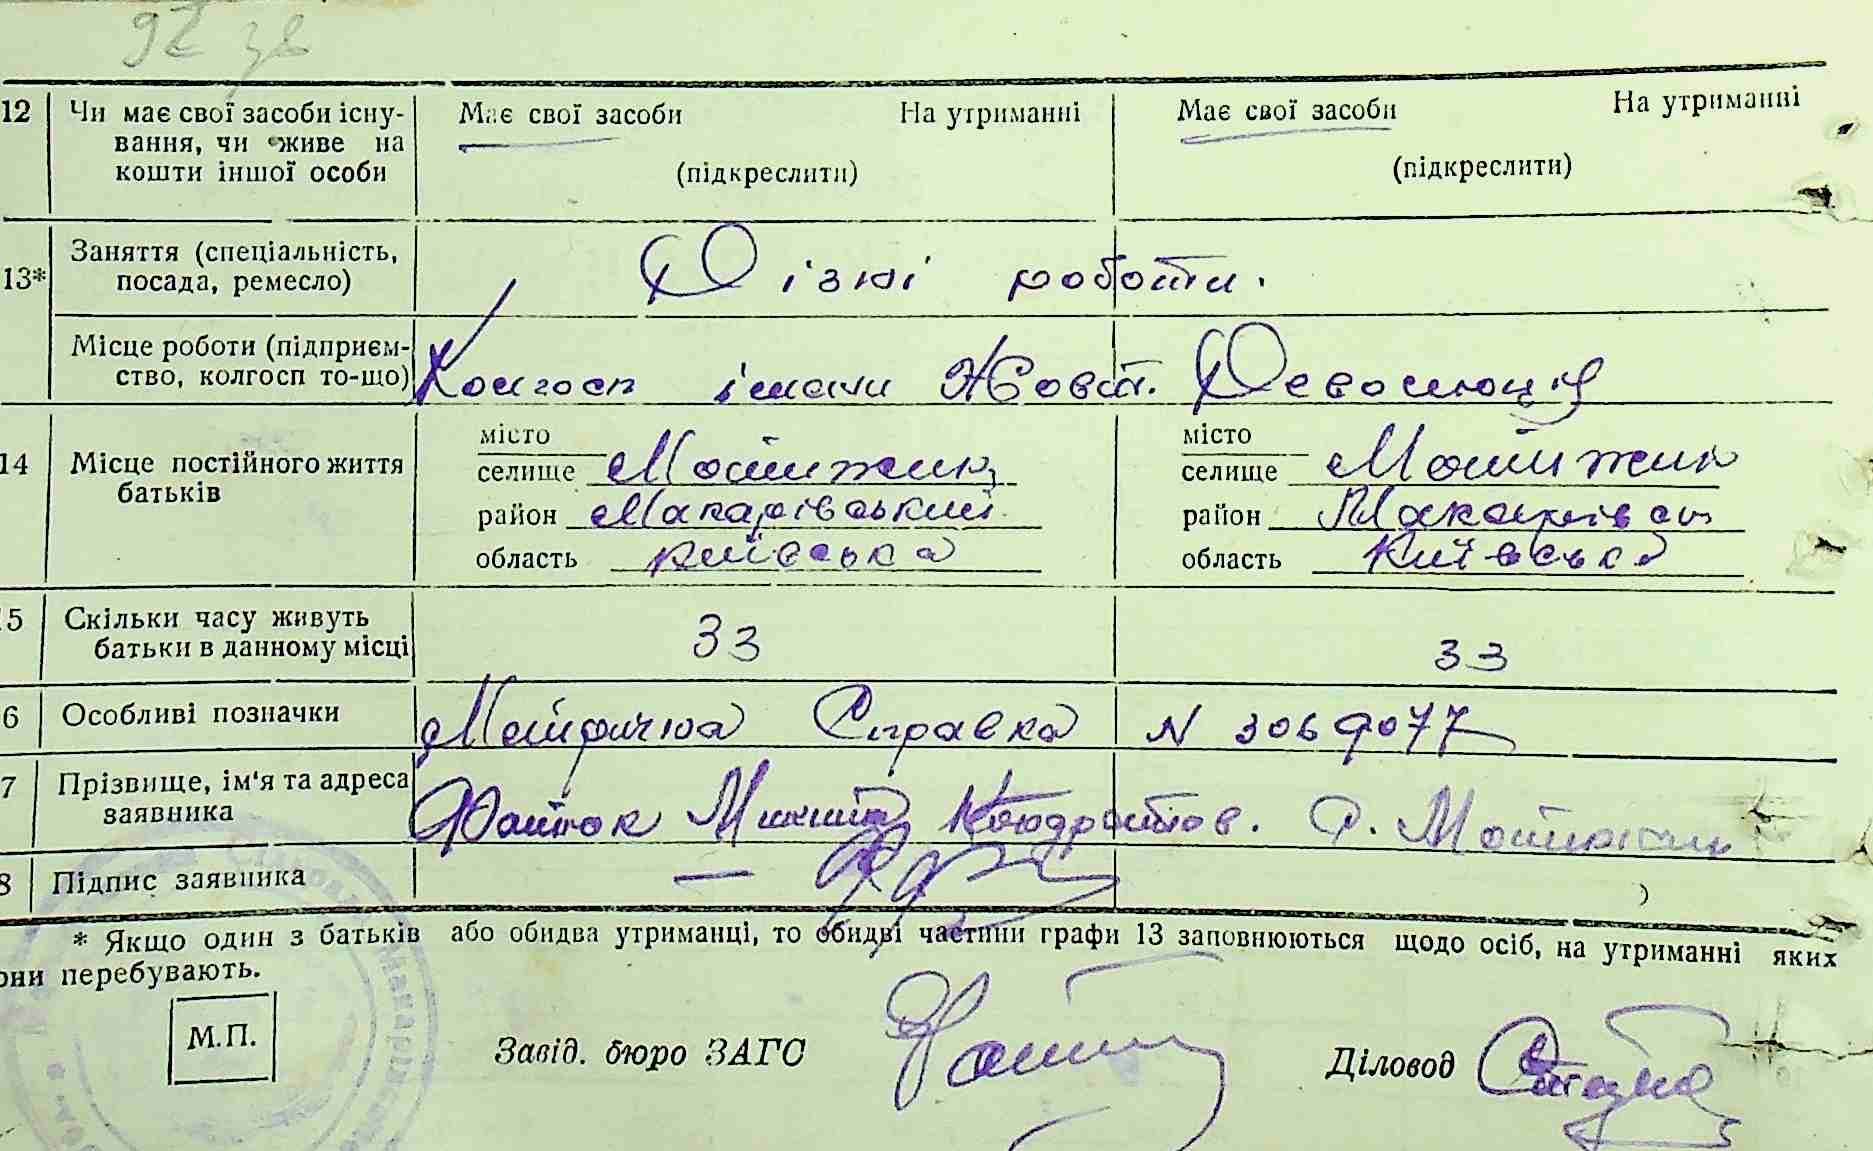 92 зв
12 Чи має свої засоби існу- Має свої засоби На утриманні Має свої засоби На утриманні
вання, чи живе на
кошти іншої особи (підкреслити) (підкреслити)
13* Заняття (спеціальність,
посада, ремесло) Різні роботи.
Місце роботи (підприєм-
ство, колгосп то-що) Колгосп імени Жовт. Революції
місто місто
14 Місце постійного життя селище Мотижин селище Мотижин
батьків район Макарівський район Макарівськ
область київська область Київська
5 Скільки часу живуть
батьки в данному місці 33 33
6 Особливі позначки Метрична Справка N 3069077
7 Прізвище, ім'я та адреса
заявника Кондратов. с. Мотижин
8 Підпис заявника —
* Якщо один з батьків або обидва утриманці, то обидві частини графи 13 заповнюються щодо осіб, на утриманні яких
они перебувають.
М.П. Завід. бюро ЗАГС Діловод